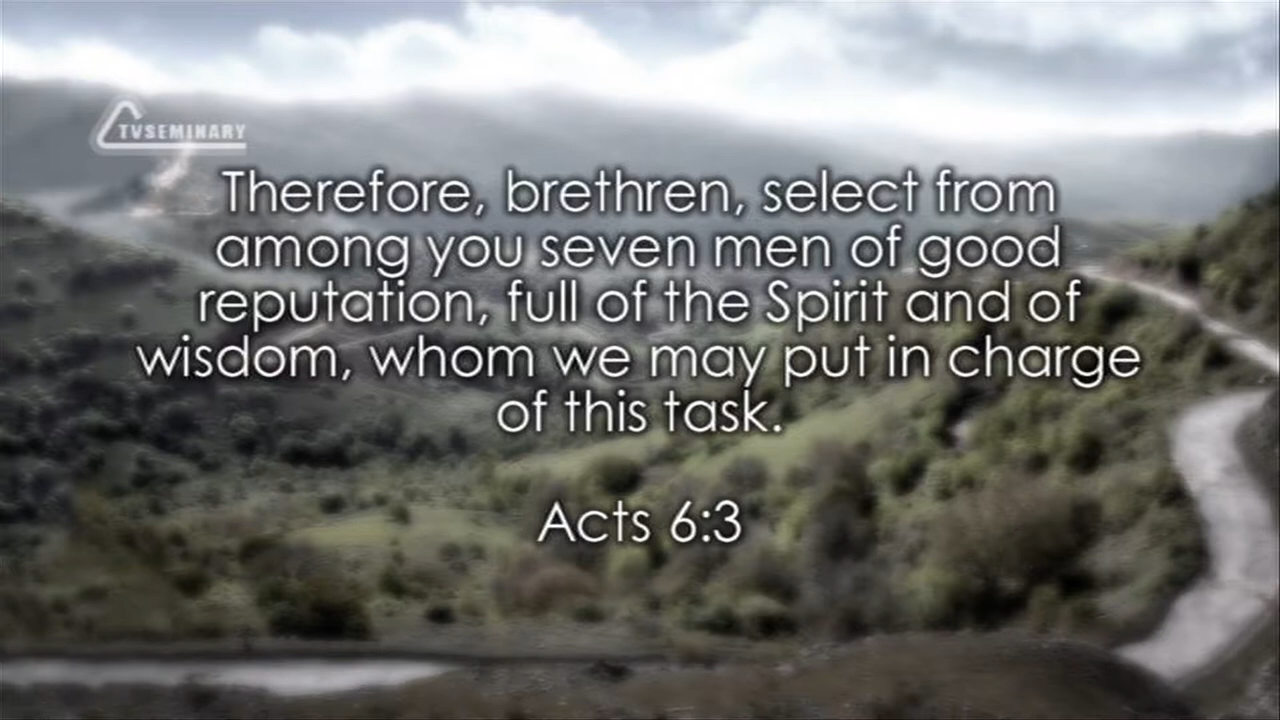 TVSEMINARY
Therefore, brethren, select from
among you seven men of good
reputation, full of the Spirit and of
wisdom, whom we may put in charge
of this task.
Acts 6:3